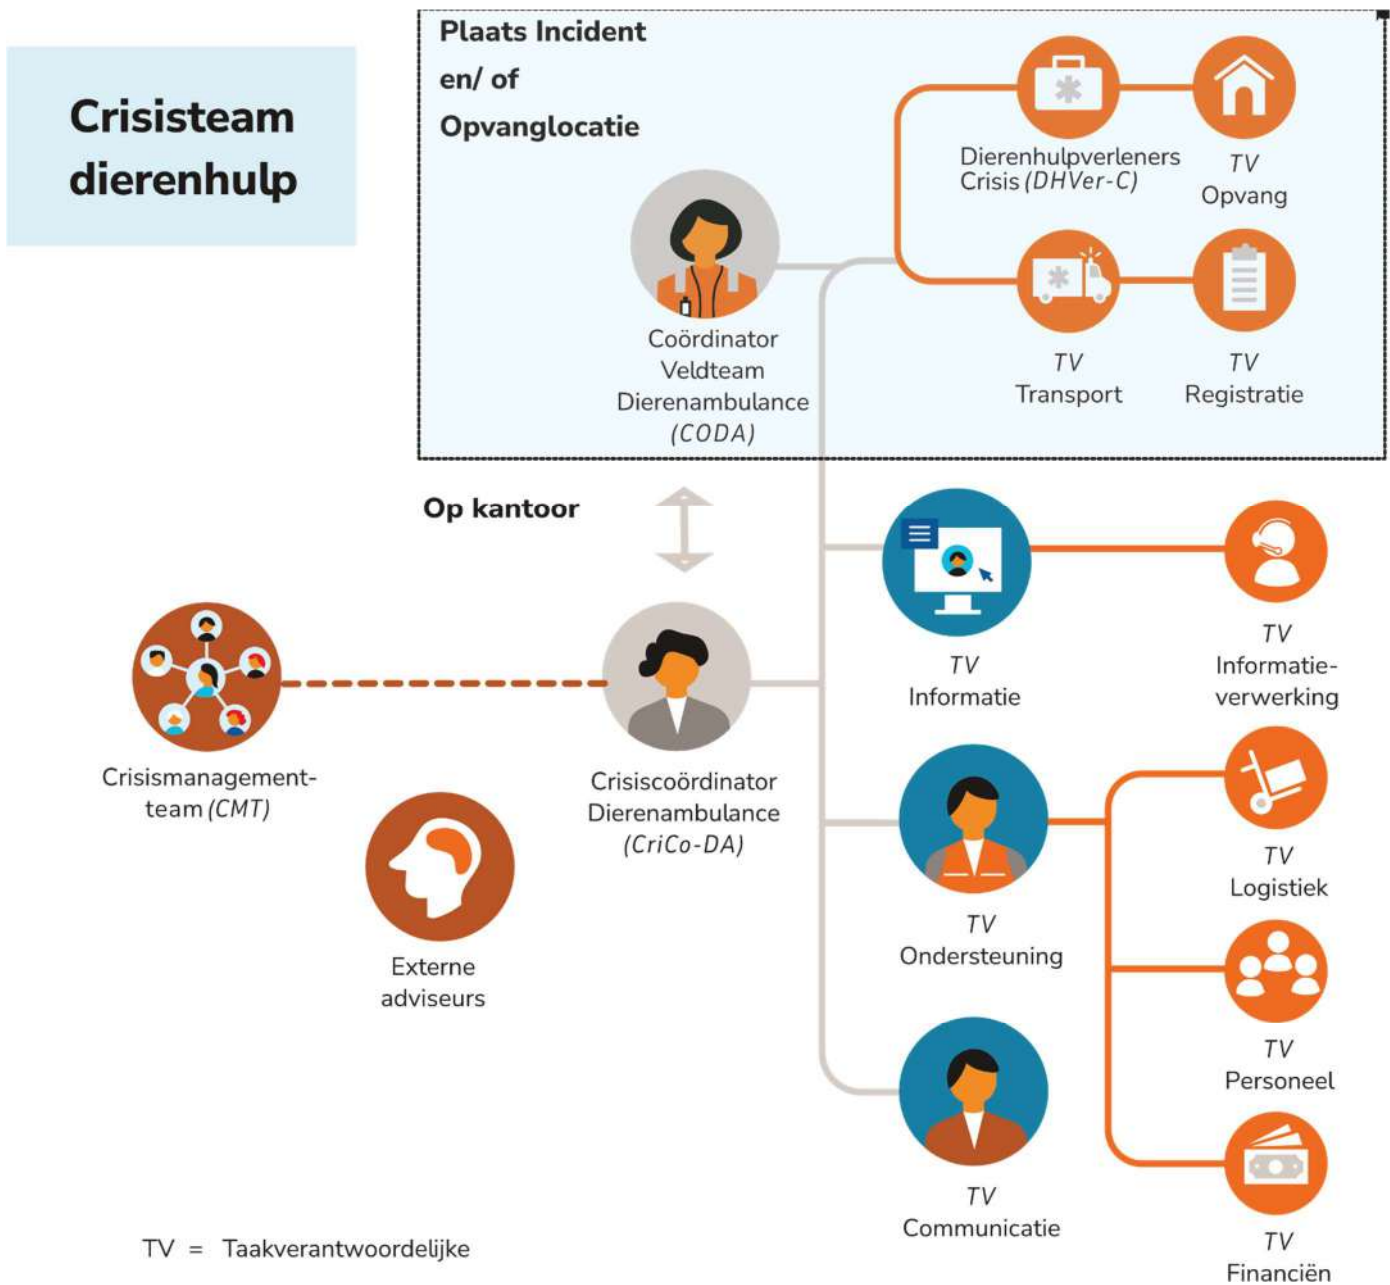 Crisisteam
dierenhulp
Plaats Incident
en/ of
Opvanglocatie
Dierenhulpverleners
Crisis (DHVer-C)
TV
Opvang
Coördinator
Veldteam
Dierenambulance
(CODA)
TV
Transport
TV
Registratie
Op kantoor
TV
Informatie
TV
Informatie-
verwerking
Crisismanagement-
team (CMT)
Crisiscoördinator
Dierenambulance
(CriCo-DA)
Externe
adviseurs
TV
Ondersteuning
TV
Logistiek
TV
Personeel
TV
Communicatie
TV
Financiën
TV = Taakverantwoordelijke